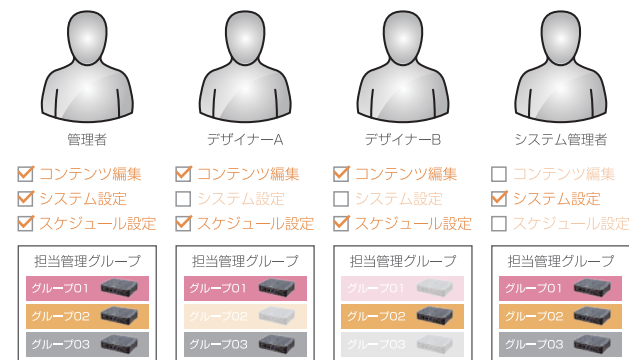 管理者
コンテンツ編集
システム設定
スケジュール設定
担当管理グループ
グループ01
グループ02
グループ03
デザイナーA
コンテンツ編集
システム設定
スケジュール設定
担当管理グループ
グループ01
グループ02
グループ03
デザイナーB
コンテンツ編集
システム設定
スケジュール設定
担当管理グループ
グループ01
グループ02
グループ03
システム管理者
コンテンツ編集
システム設定
スケジュール設定
担当管理グループ
グループ01
グループ02
グループ03